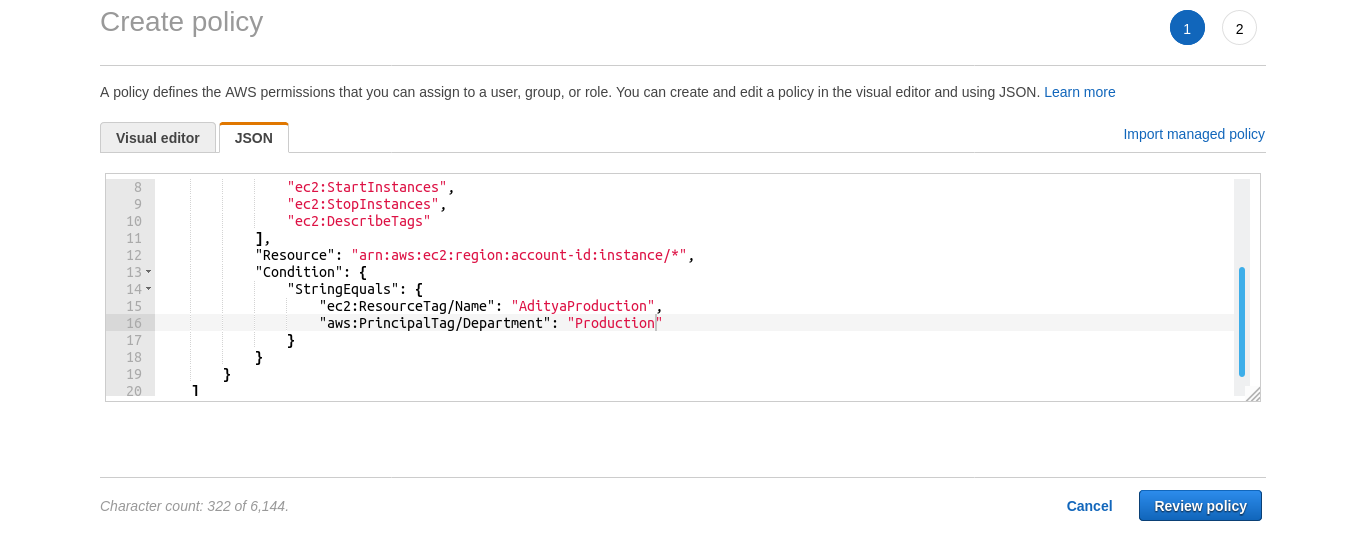 Create policy
1
2
A policy defines the AWS permissions that you can assign to a user, group, or role. You can create and edit a policy in the visual editor and using JSON. Learn more
Visual editor
JSON
Import managed policy
8 "ec2:StartInstances",
9 "ec2:StopInstances",
10 "ec2:DescribeTags"
11 ],
12 "Resource": "arn:aws:ec2:region:account-id:instance/*",
13 "Condition": {
14 "StringEquals": {
15 "ec2:ResourceTag/Name": "AdityaProduction",
16 "aws:PrincipalTag/Department": "Production"
17 }
18 }
19 }
20 ]
Character count: 322 of 6,144.
Cancel
Review policy